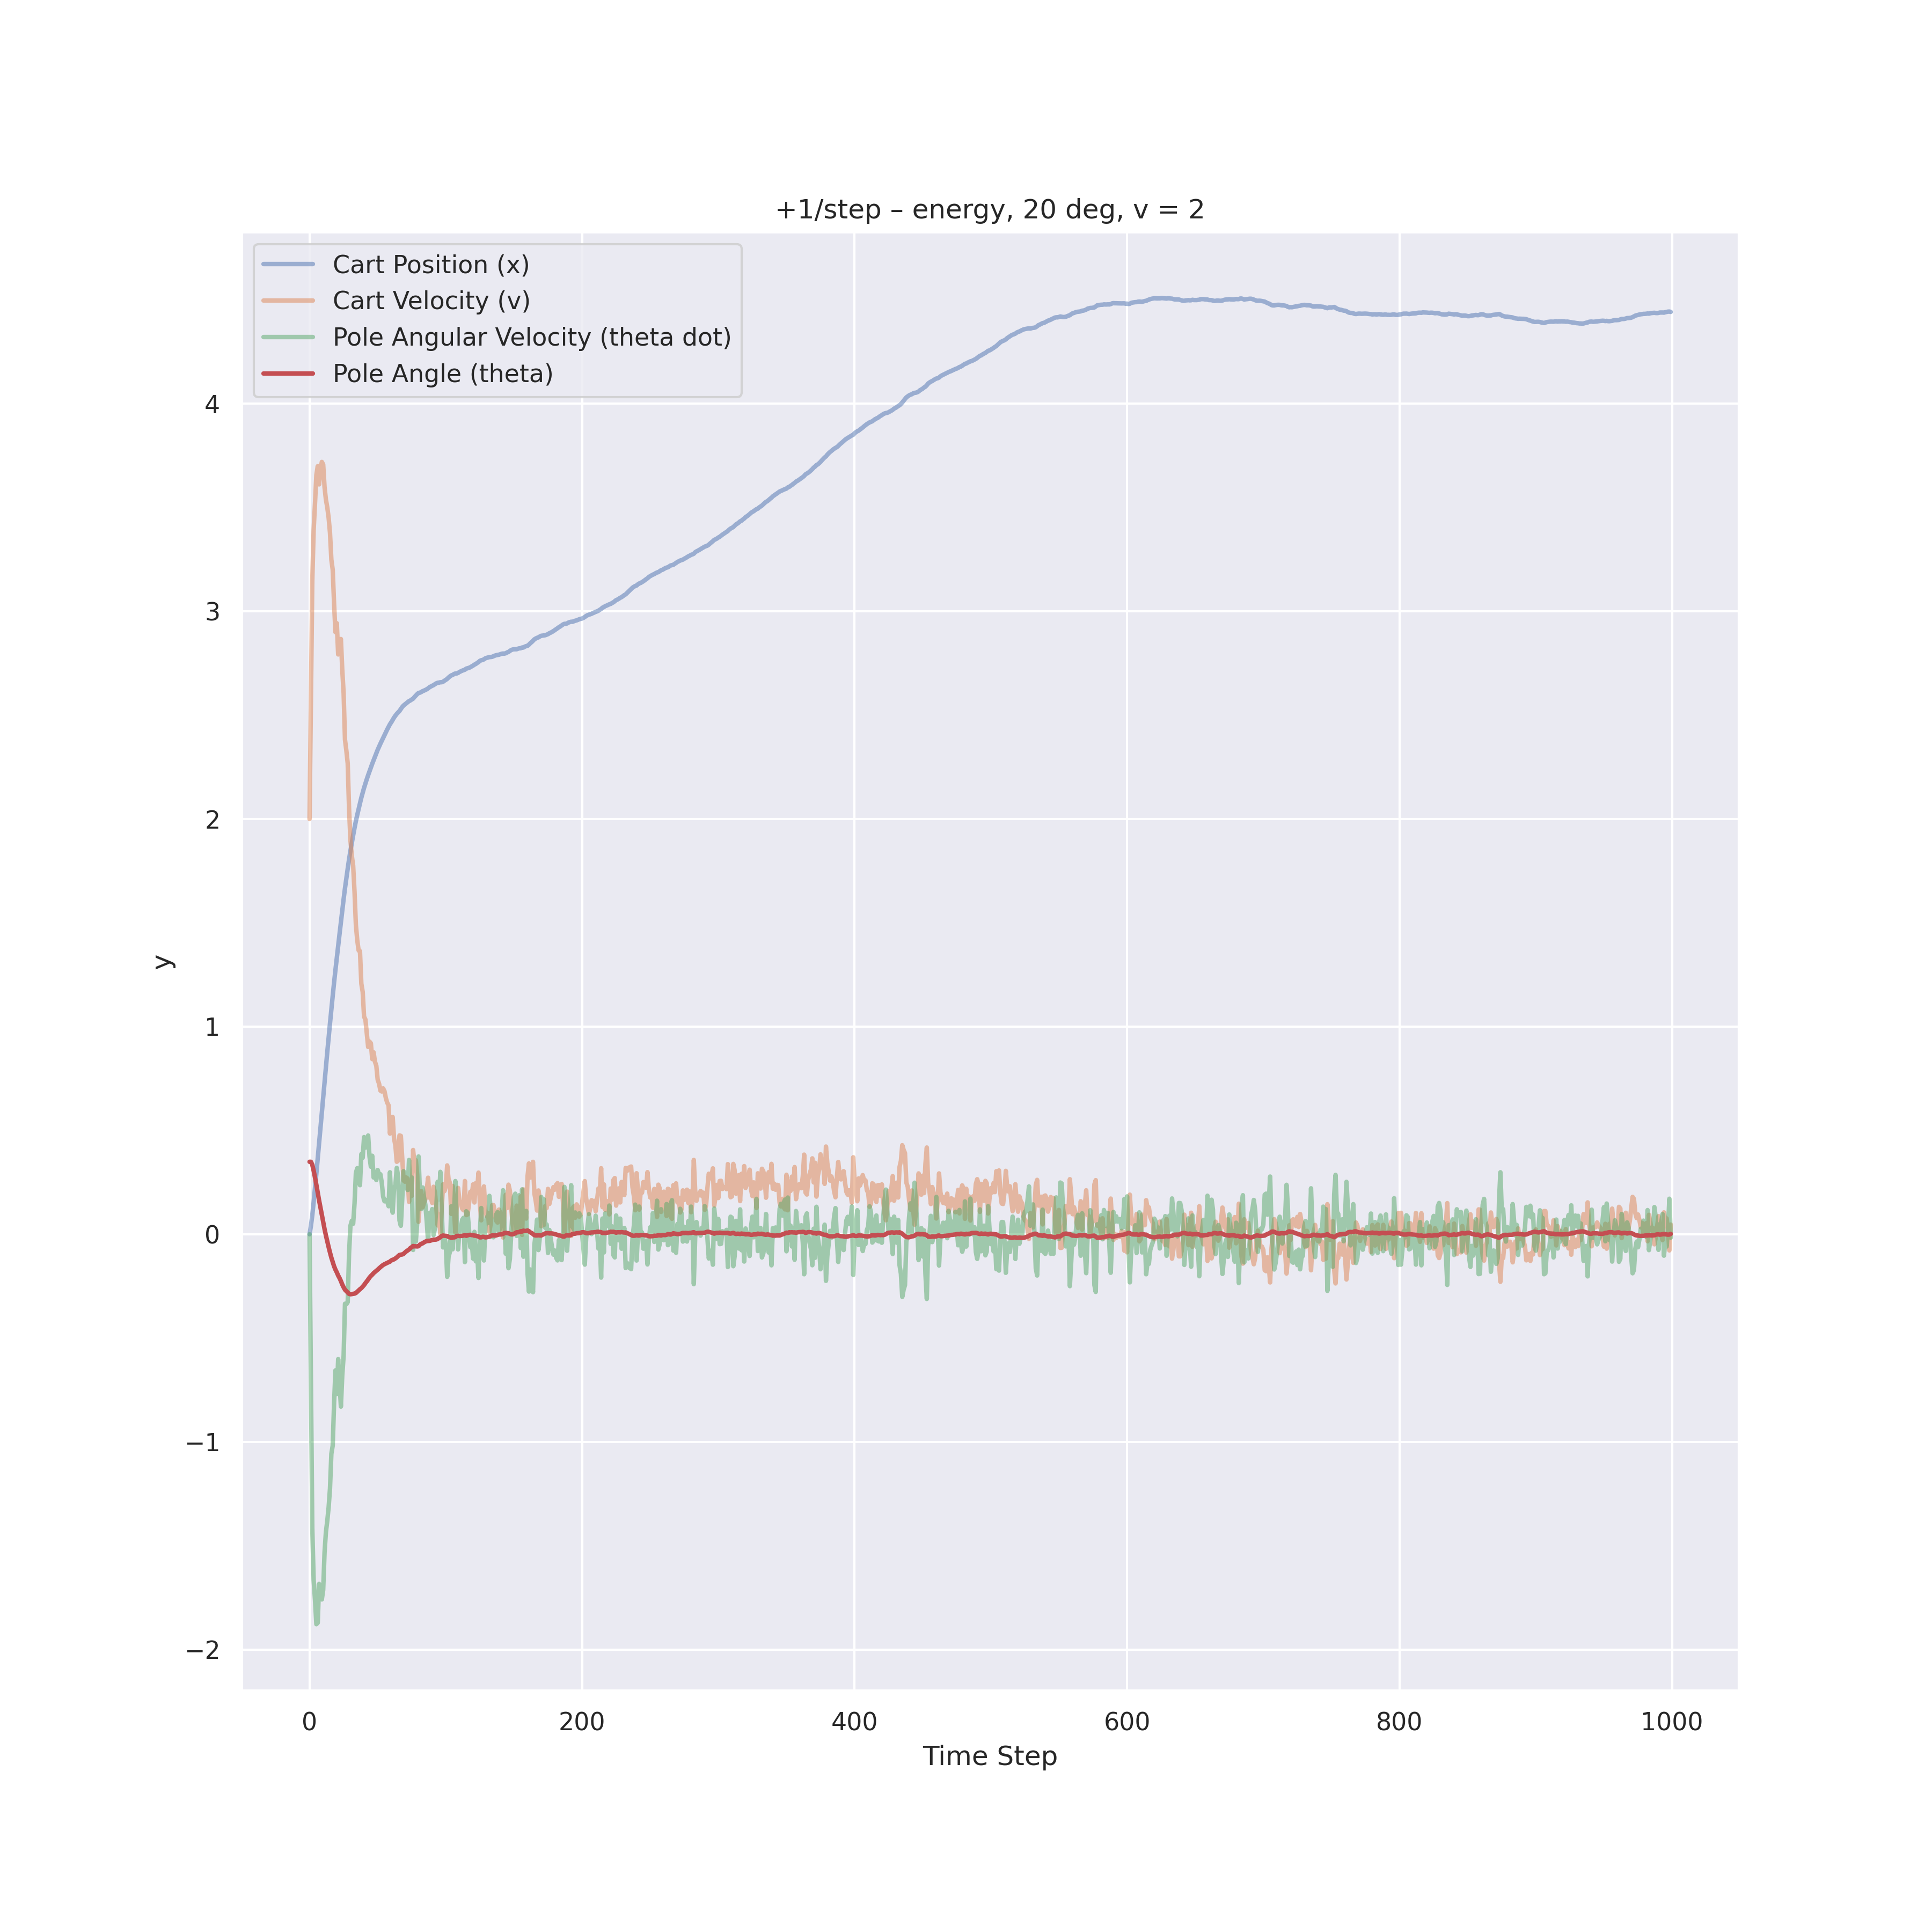 +1/step – energy, 20 deg, v = 2
Cart Position (x)
Cart Velocity (v)
Pole Angular Velocity (theta dot)
Pole Angle (theta)
4
3
2
1
0
−1
−2
y
0 200 400 600 800 1000
Time Step